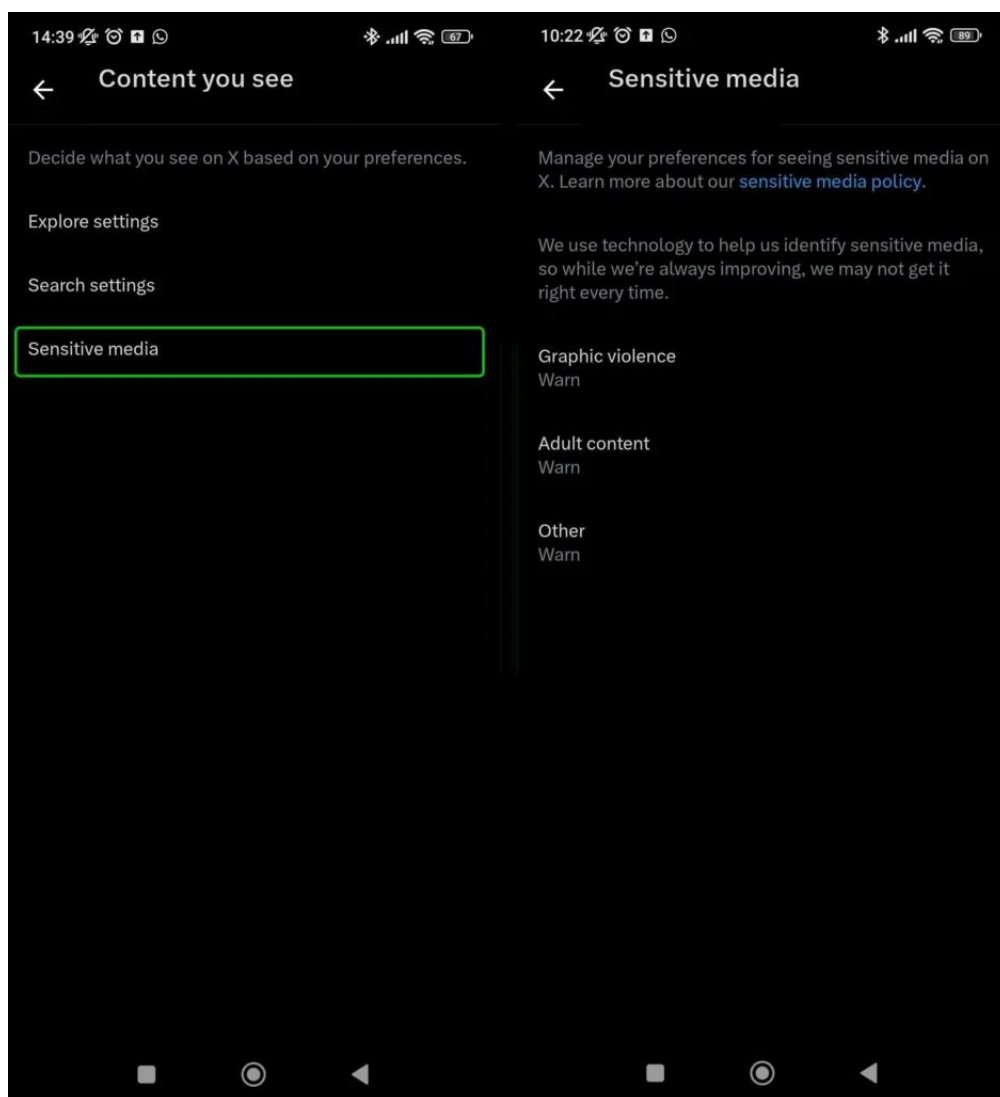 14:39
67
Content you see
Decide what you see on X based on your preferences.
Explore settings
Search settings
Sensitive media
10:22
89
Sensitive media
Manage your preferences for seeing sensitive media on
X. Learn more about our sensitive media policy.
We use technology to help us identify sensitive media,
so while we’re always improving, we may not get it
right every time.
Graphic violence
Warn
Adult content
Warn
Other
Warn